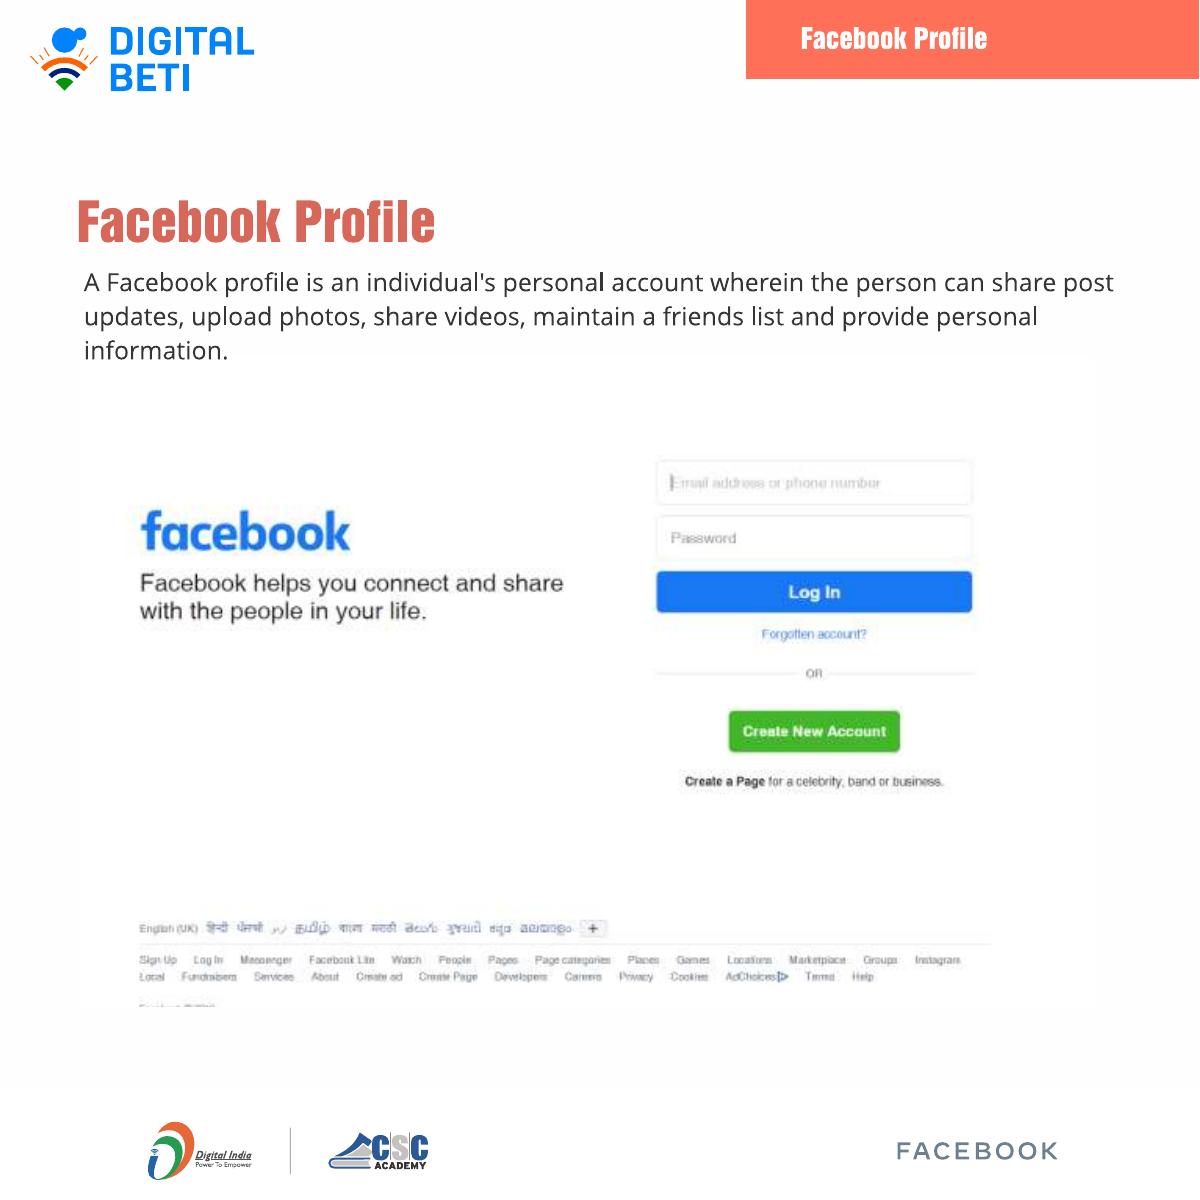 DIGITAL
BETI
Facebook Profile
Facebook Profile
A Facebook profile is an individual's personal account wherein the person can share post
updates, upload photos, share videos, maintain a friends list and provide personal
information.
facebook
Facebook helps you connect and share
with the people in your life.
Email address or phone number
Password
Log In
Forgotten account?
OR
Create New Account
Create a Page for a celebrity, band or business.
English (UK) हिन्दी ਪੰਜਾਬੀ தமிழ் বাংলা मराठी తెలుగు ગુજરાતી ಕನ್ನಡ മലയാളം +
Sign Up Log In Messenger Facebook Lite Watch People Pages Page categories Places Games Locations Marketplace Groups Instagram
Local Fundraisers Services About Create ad Create Page Developers Careers Privacy Cookies AdChoices Terms Help
Digital India
Power To Empower
CSC
ACADEMY
FACEBOOK